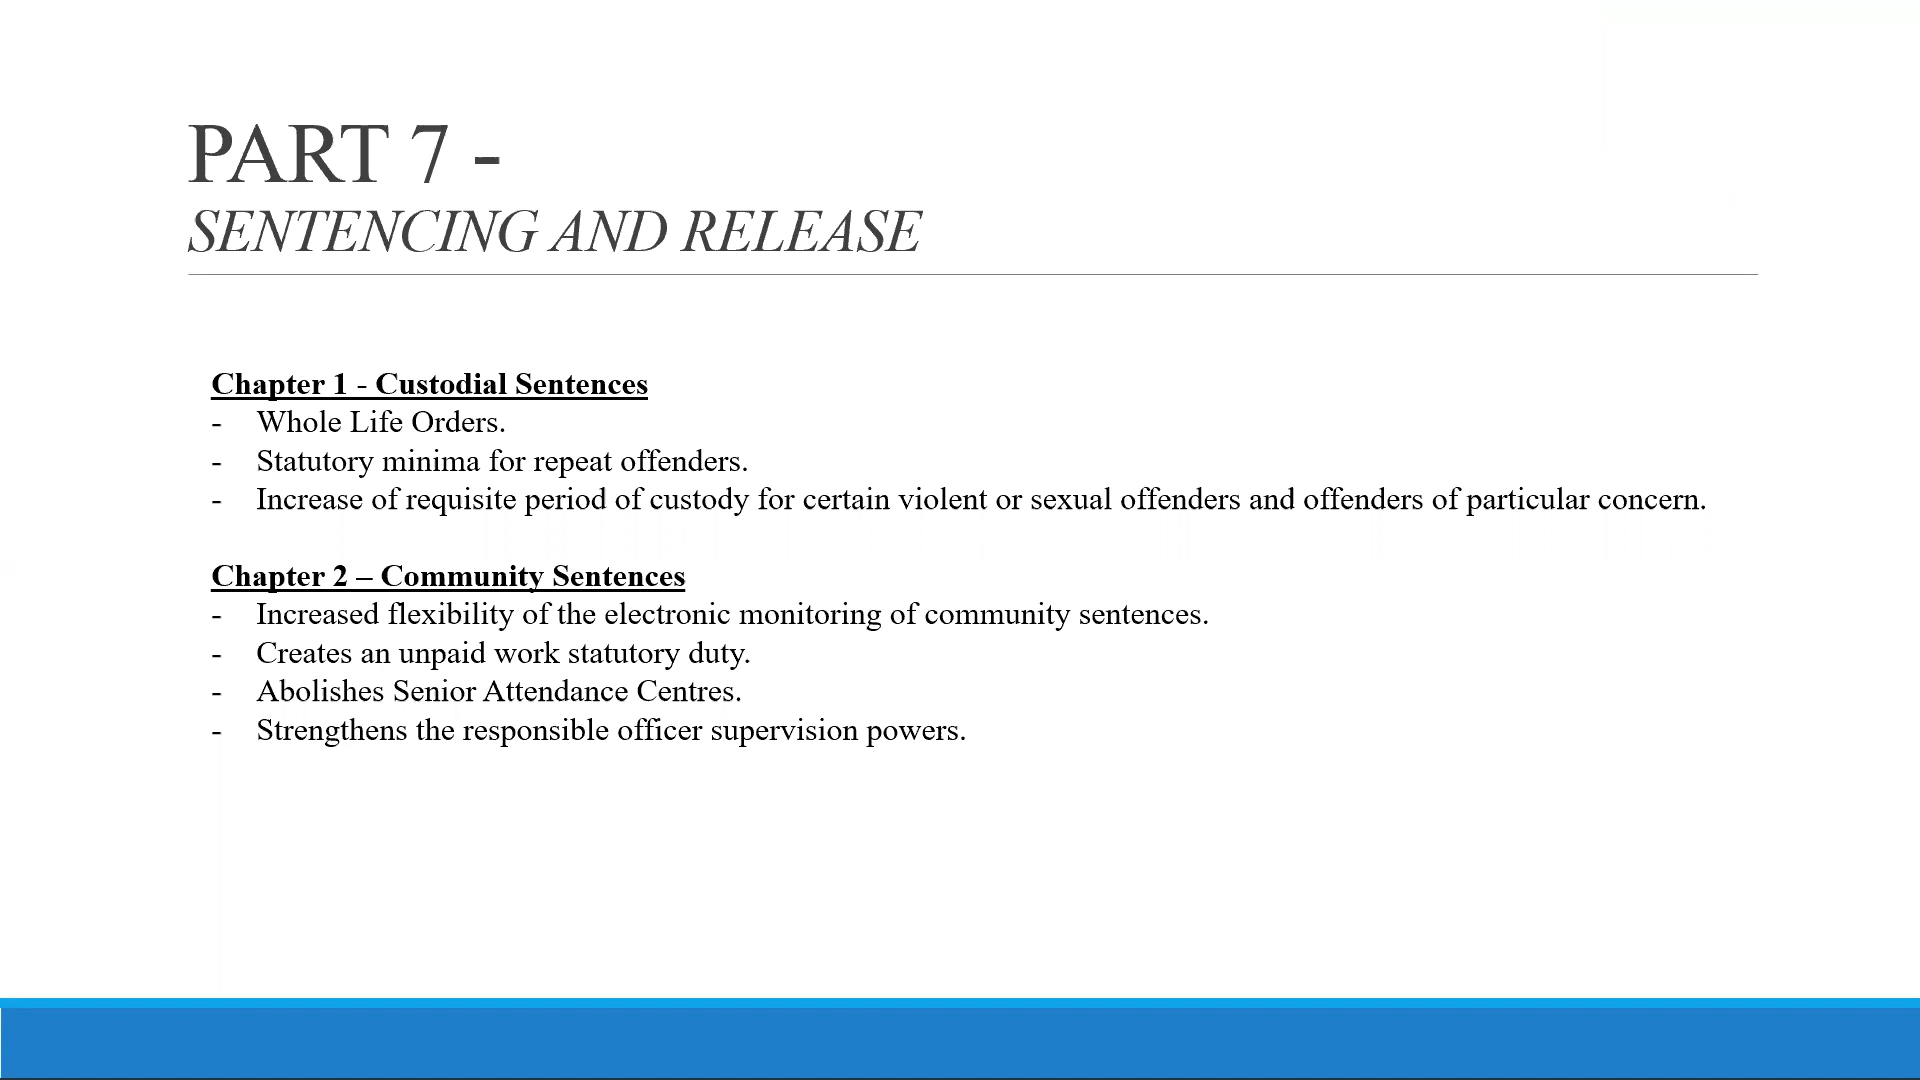 PART 7 -
SENTENCING AND RELEASE
Chapter 1 - Custodial Sentences
- Whole Life Orders.
- Statutory minima for repeat offenders.
- Increase of requisite period of custody for certain violent or sexual offenders and offenders of particular concern.
Chapter 2 – Community Sentences
- Increased flexibility of the electronic monitoring of community sentences.
- Creates an unpaid work statutory duty.
- Abolishes Senior Attendance Centres.
- Strengthens the responsible officer supervision powers.